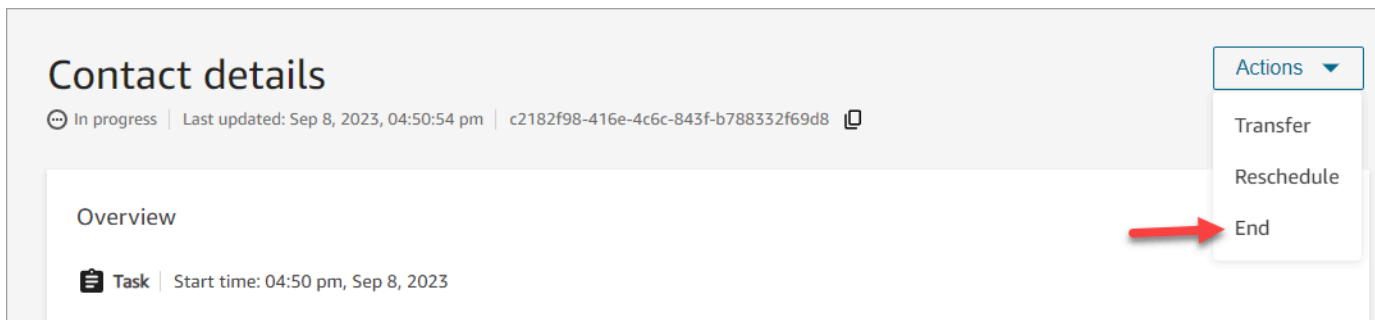 Contact details
Actions
In progress | Last updated: Sep 8, 2023, 04:50:54 pm | c2182f98-416e-4c6c-843f-b788332f69d8
Transfer
Reschedule
End
Overview
Task | Start time: 04:50 pm, Sep 8, 2023